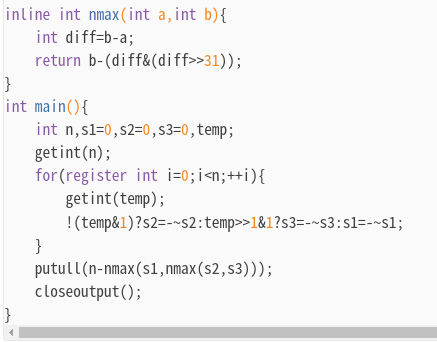 inline int nmax(int a,int b){
    int diff=b-a;
    return b-(diff&(diff>>31));
}
int main(){
    int n,s1=0,s2=0,s3=0,temp;
    getint(n);
    for(register int i=0;i<n;++i){
        getint(temp);
        !(temp&1)?s2=-~s2:temp>>1&1?s3=-~s3:s1=-~s1;
    }
    putull(n-nmax(s1,nmax(s2,s3)));
    closeoutput();
}